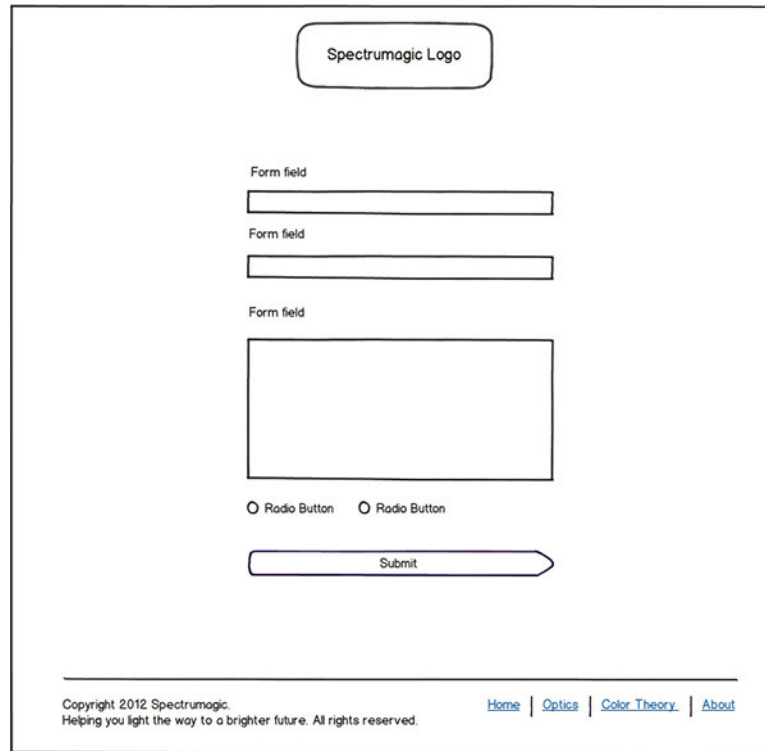 Spectrumagic Logo
Form field
Form field
Form field
Radio Button Radio Button
Submit
Copyright 2012 Spectrumagic.
Helping you light the way to a brighter future. All rights reserved.
Home | Optics | Color Theory | About